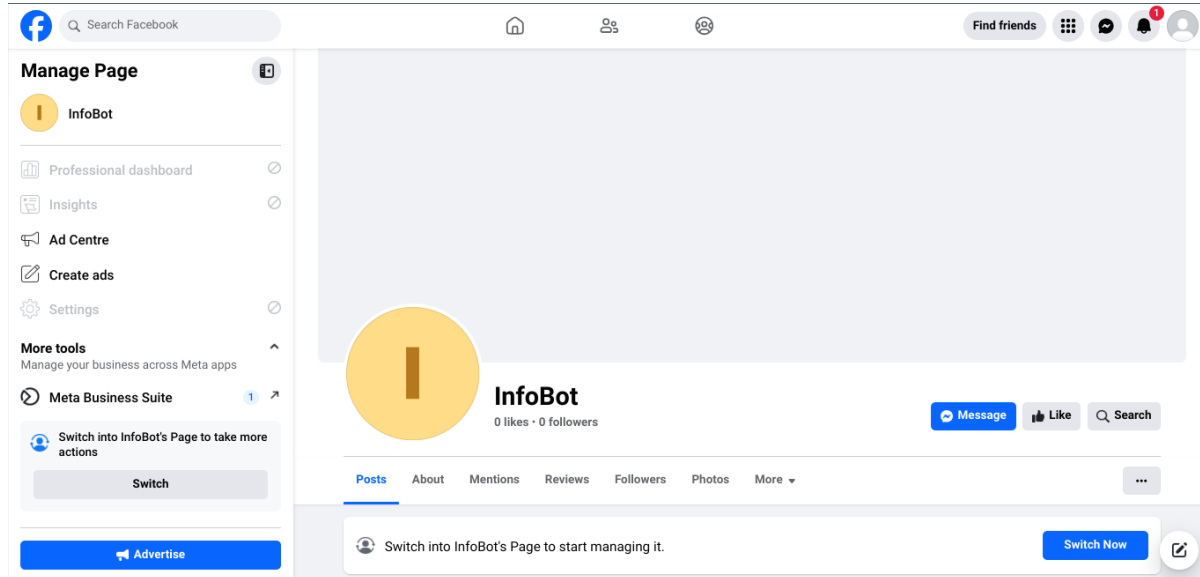 Search Facebook
Find friends
1
Manage Page
I
InfoBot
Professional dashboard
Insights
Ad Centre
Create ads
Settings
More tools
Manage your business across Meta apps
Meta Business Suite
1
Switch into InfoBot's Page to take more
actions
Switch
Advertise
I
InfoBot
0 likes • 0 followers
Message
Like
Search
Posts
About
Mentions
Reviews
Followers
Photos
More
Switch into InfoBot's Page to start managing it.
Switch Now